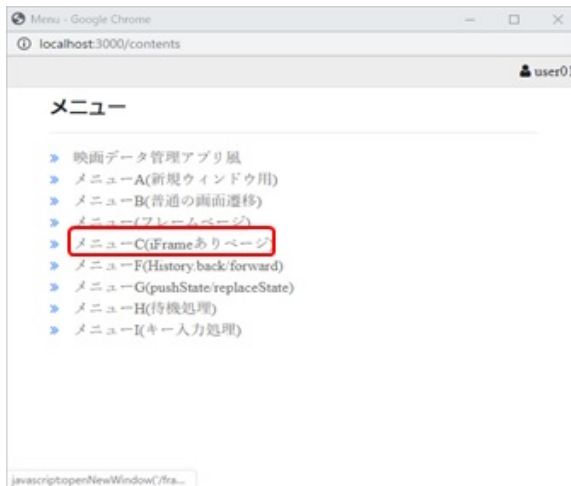 Menu - Google Chrome
localhost:3000/contents
user01
メニュー
映画データ管理アプリ風
メニューA(新規ウィンドウ用)
メニューB(普通の画面遷移)
メニュー(フレームページ)
メニューC(iFrameありページ)
メニューF(History.back/forward)
メニューG(pushState/replaceState)
メニューH(待機処理)
メニューI(キー入力処理)
javascript:openNewWindow('/fra...